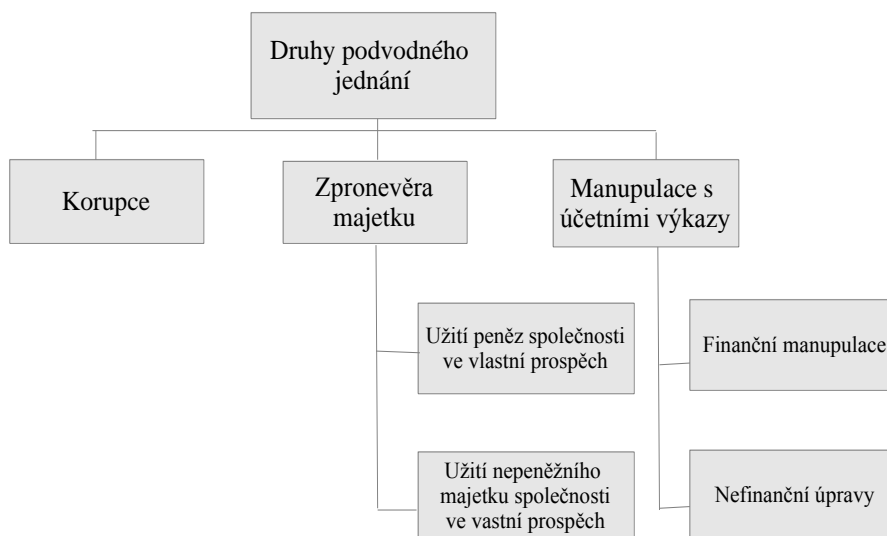 Druhy podvodného
jednání
Korupce
Zpronevěra
majetku
Manupulace s
účetními výkazy
Užití peněz společnosti
ve vlastní prospěch
Finanční manupulace
Užití nepeněžního
majetku společnosti
ve vastní prospěch
Nefinanční úpravy